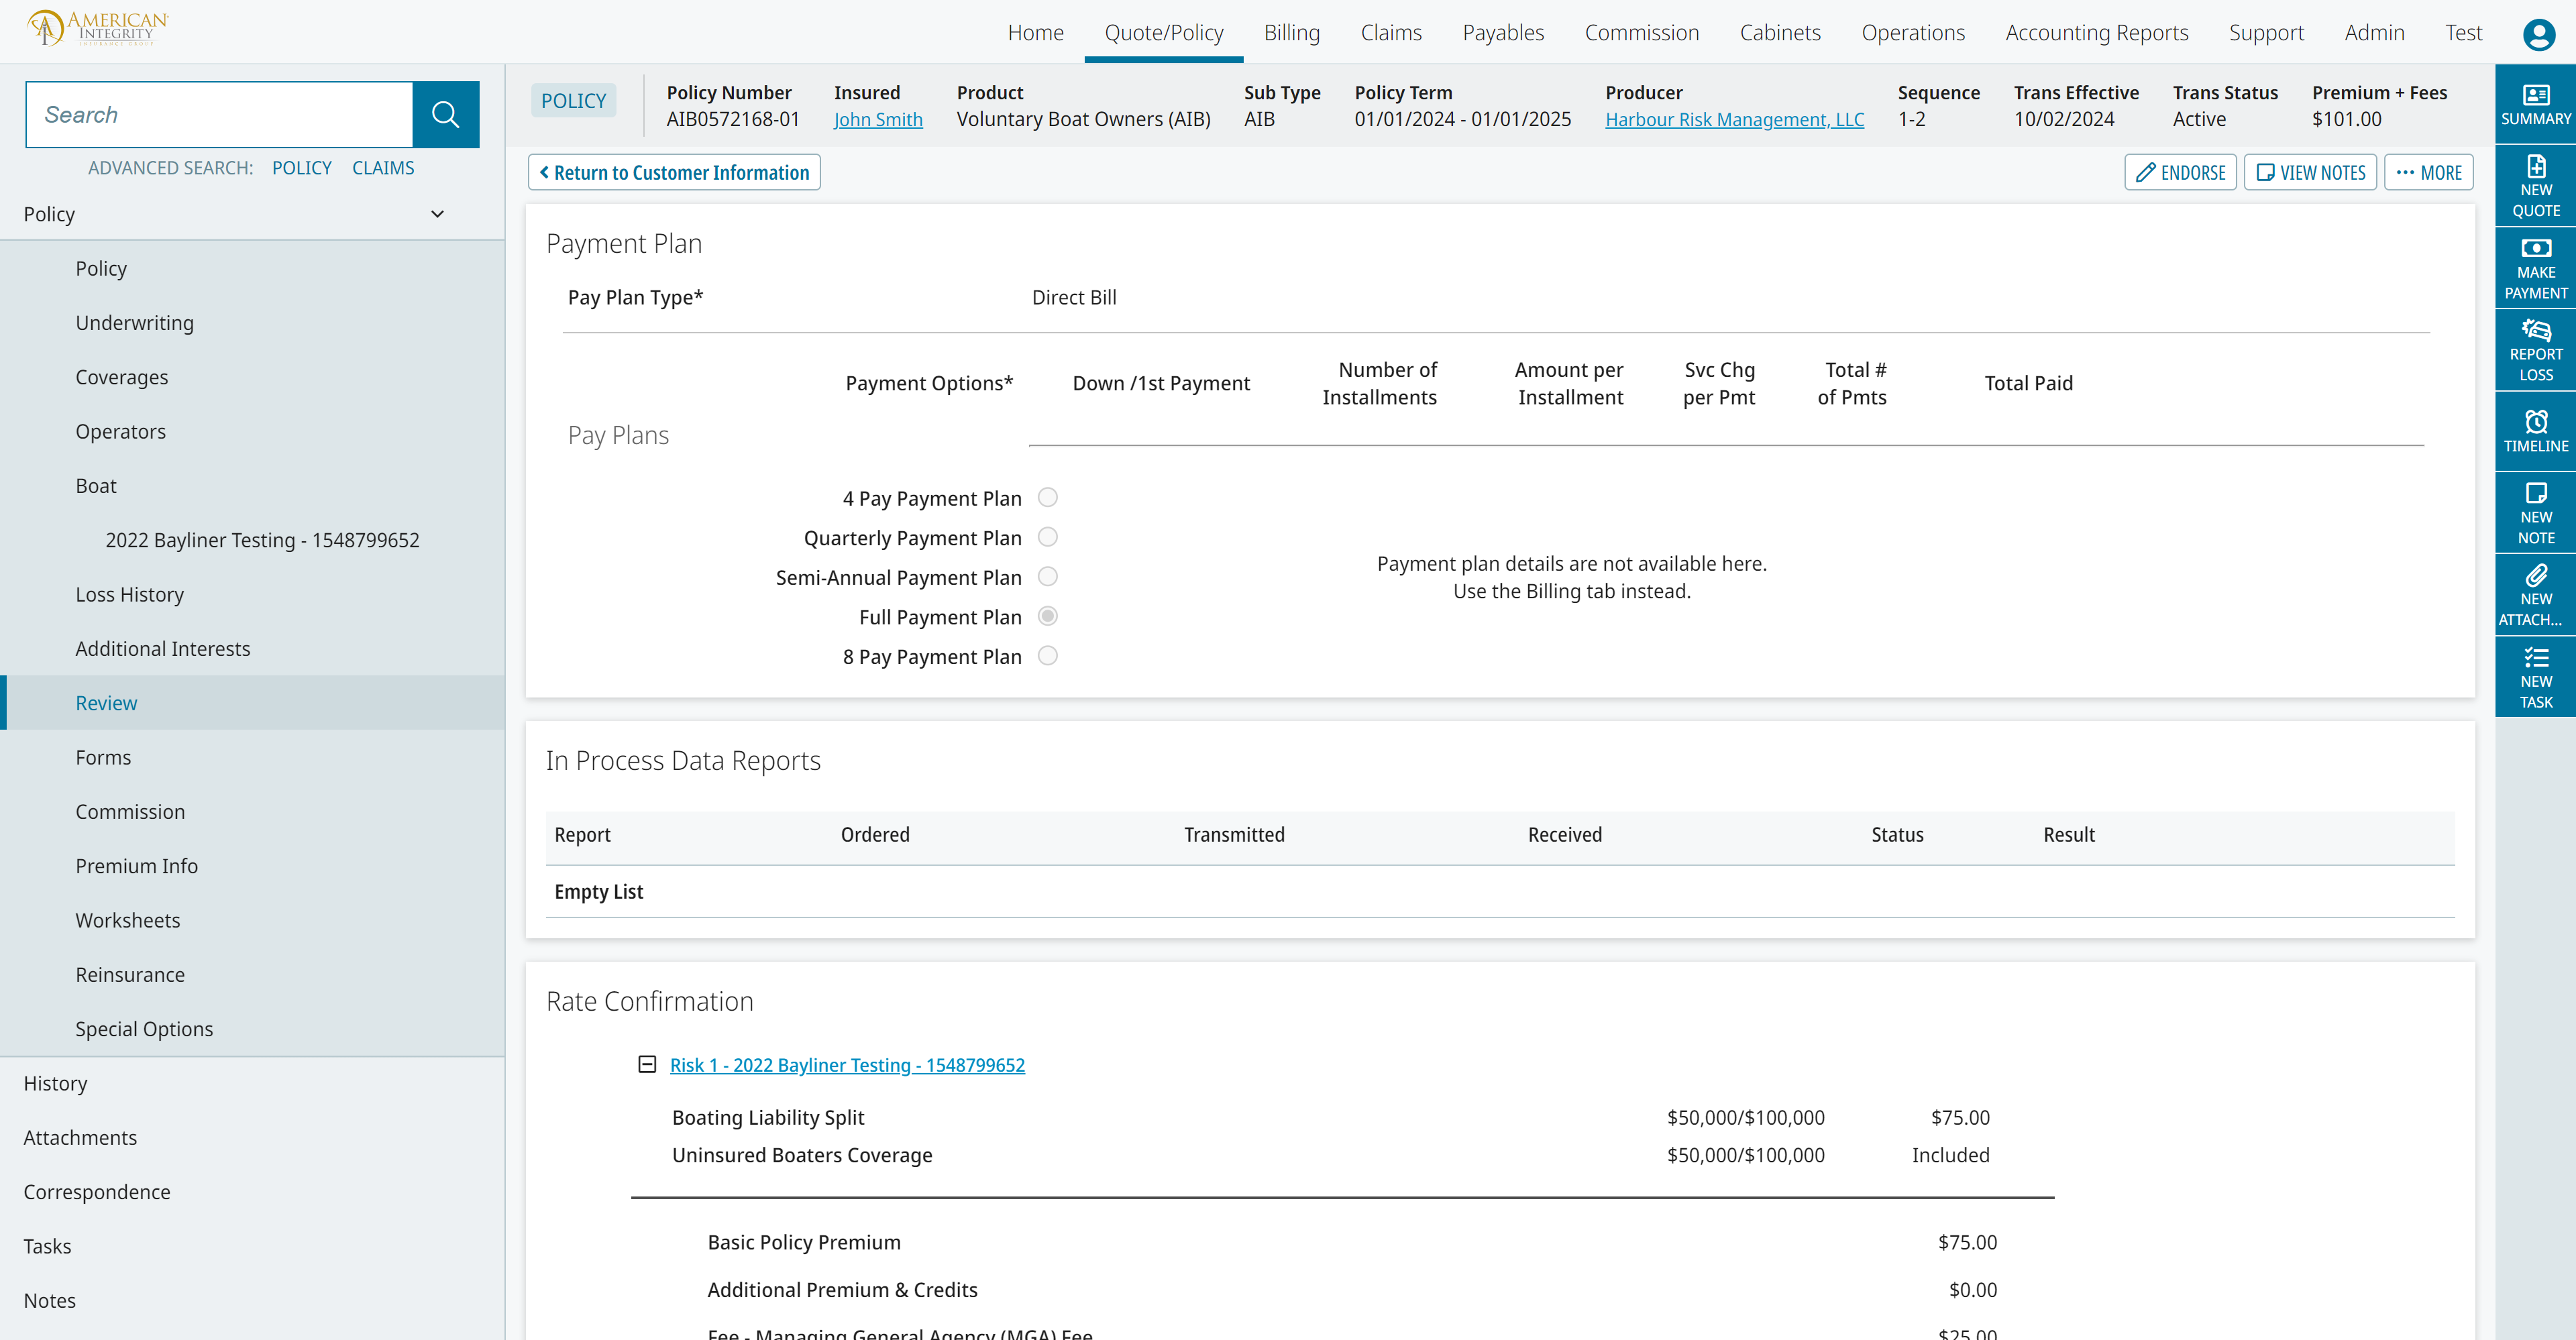 AMERICAN
INTEGRITY
INSURANCE GROUP
Home Quote/Policy Billing Claims Payables Commission Cabinets Operations Accounting Reports Support Admin Test
Search
ADVANCED SEARCH: POLICY CLAIMS
Policy
Policy
Underwriting
Coverages
Operators
Boat
2022 Bayliner Testing - 1548799652
Loss History
Additional Interests
Review
Forms
Commission
Premium Info
Worksheets
Reinsurance
Special Options
History
Attachments
Correspondence
Tasks
Notes
POLICY
Policy Number Insured Product Sub Type Policy Term Producer Sequence Trans Effective Trans Status Premium + Fees
AIB0572168-01 John Smith Voluntary Boat Owners (AIB) AIB 01/01/2024 - 01/01/2025 Harbour Risk Management, LLC 1-2 10/02/2024 Active $101.00
Return to Customer Information ENDORSE VIEW NOTES MORE
Payment Plan
Pay Plan Type* Direct Bill
Payment Options* Down /1st Payment Number of Installments Amount per Installment Svc Chg per Pmt Total # of Pmts Total Paid
Pay Plans
4 Pay Payment Plan
Quarterly Payment Plan
Semi-Annual Payment Plan
Full Payment Plan
8 Pay Payment Plan
Payment plan details are not available here.
Use the Billing tab instead.
In Process Data Reports
Report Ordered Transmitted Received Status Result
Empty List
Rate Confirmation
Risk 1 - 2022 Bayliner Testing - 1548799652
Boating Liability Split $50,000/$100,000 $75.00
Uninsured Boaters Coverage $50,000/$100,000 Included
Basic Policy Premium $75.00
Additional Premium & Credits $0.00
Fee - Managing General Agency (MGA) Fee $25.00
SUMMARY
NEW
QUOTE
MAKE
PAYMENT
REPORT
LOSS
TIMELINE
NEW
NOTE
NEW
ATTACH...
NEW
TASK